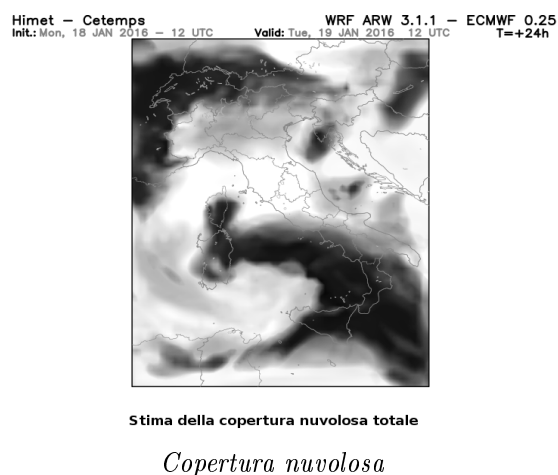 Himet – Cetemps WRF ARW 3.1.1 – ECMWF 0.25
Init.: Mon, 18 JAN 2016 – 12 UTC Valid: Tue, 19 JAN 2016 12 UTC T=+24h
Stima della copertura nuvolosa totale
Copertura nuvolosa